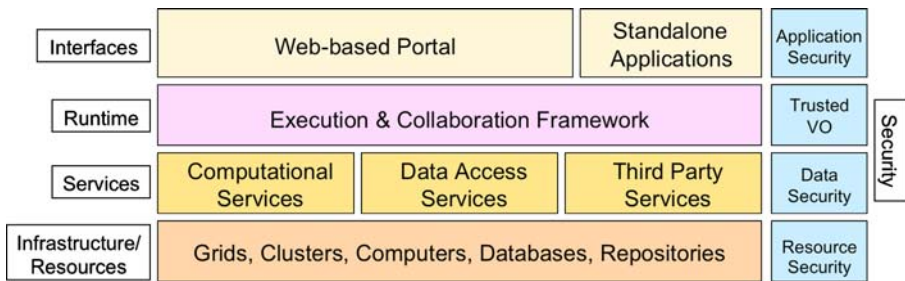 Interfaces
Web-based Portal
Standalone
Applications
Application
Security
Runtime
Execution & Collaboration Framework
Trusted
VO
Security
Services
Computational
Services
Data Access
Services
Third Party
Services
Data
Security
Infrastructure/
Resources
Grids, Clusters, Computers, Databases, Repositories
Resource
Security